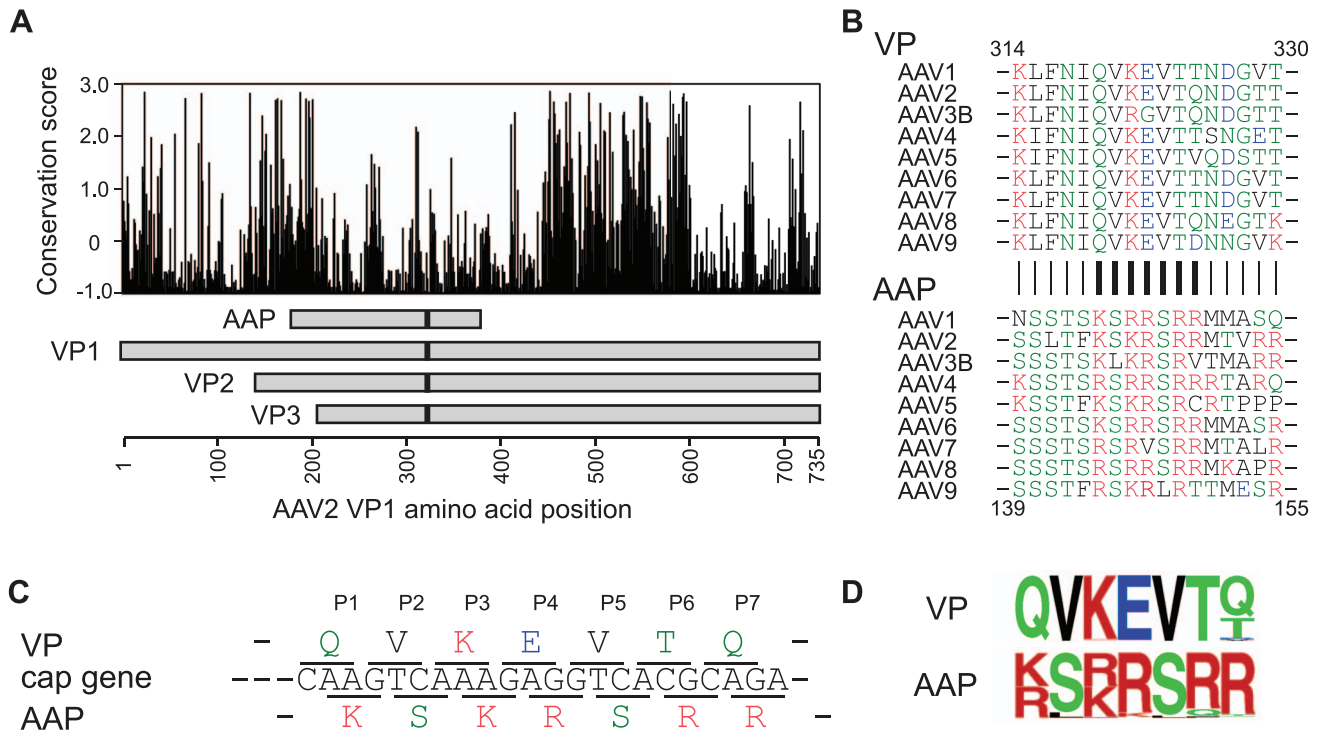 A
Conservation score
3.0
2.0
1.0
0
-1.0
AAP
VP1
VP2
VP3
1
100
200
300
400
500
600
700
735
AAV2 VP1 amino acid position
B
VP
314 330
AAV1 –KLFNIQVKEVTTNDGVT–
AAV2 –KLFNIQVKEVTQNDGTT–
AAV3B –KLFNIQVRGVTQNDGTT–
AAV4 –KIFNIQVKEVTTSNGET–
AAV5 –KIFNIQVKEVTVQDSTT–
AAV6 –KLFNIQVKEVTTNDGVT–
AAV7 –KLFNIQVKEVTTNDGVT–
AAV8 –KLFNIQVKEVTQNEGTK–
AAV9 –KLFNIQVKEVTDNNGVK–
AAP
AAV1 –NSSTSKSRRSRRMMASQ–
AAV2 –SSLTFKSKRSRRMTVRR–
AAV3B –SSSTSKLKRSRVTMARR–
AAV4 –KSSTSRSRRSRRRTARQ–
AAV5 –KSSTFKSKRSRCRTPPP–
AAV6 –SSSTSKSRRSRRMMASR–
AAV7 –SSSTSRSRVSRRMTALR–
AAV8 –SSSTSRSRRSRRMKAPR–
AAV9 –SSSTFRSKRLRTTMESR–
139 155
C
P1 P2 P3 P4 P5 P6 P7
VP – Q V K E V T Q –
cap gene ---CAAGTCAAAGAGGTCACGCAGA–
AAP – K S K R S R R –
D
VP QVKEVTQ
T
AAP KSRRSRR
R K